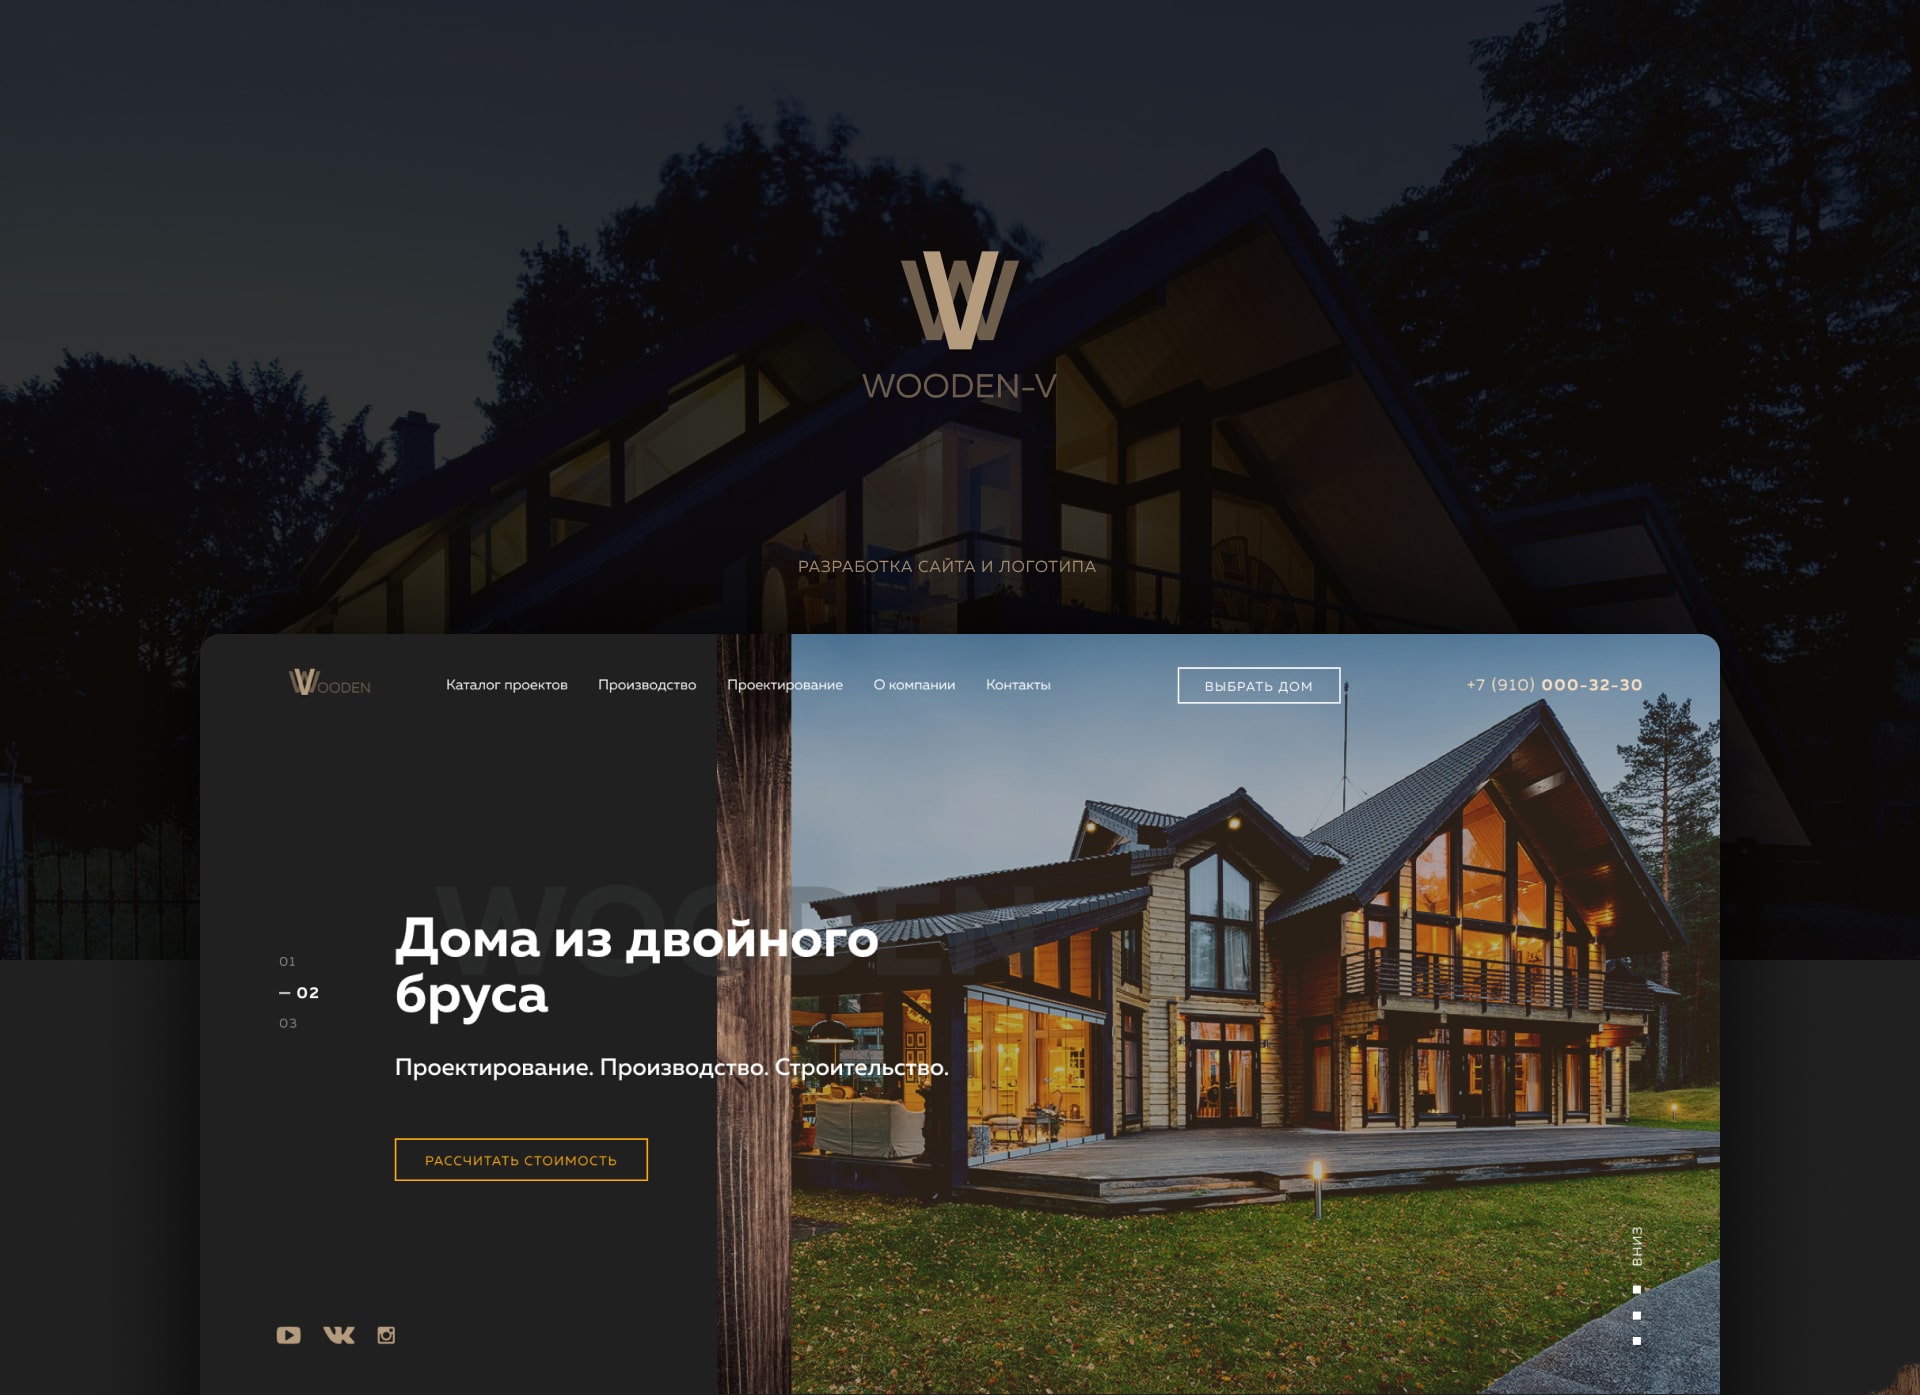 WOODEN-V
РАЗРАБОТКА САЙТА И ЛОГОТИПА
WOODEN
Каталог проектов
Производство
Проектирование
О компании
Контакты
ВЫБРАТЬ ДОМ
+7 (910) 000-32-30
WOODEN
Дома из двойного
бруса
01
— 02
03
Проектирование. Производство. Строительство.
РАССЧИТАТЬ СТОИМОСТЬ
ВНИЗ